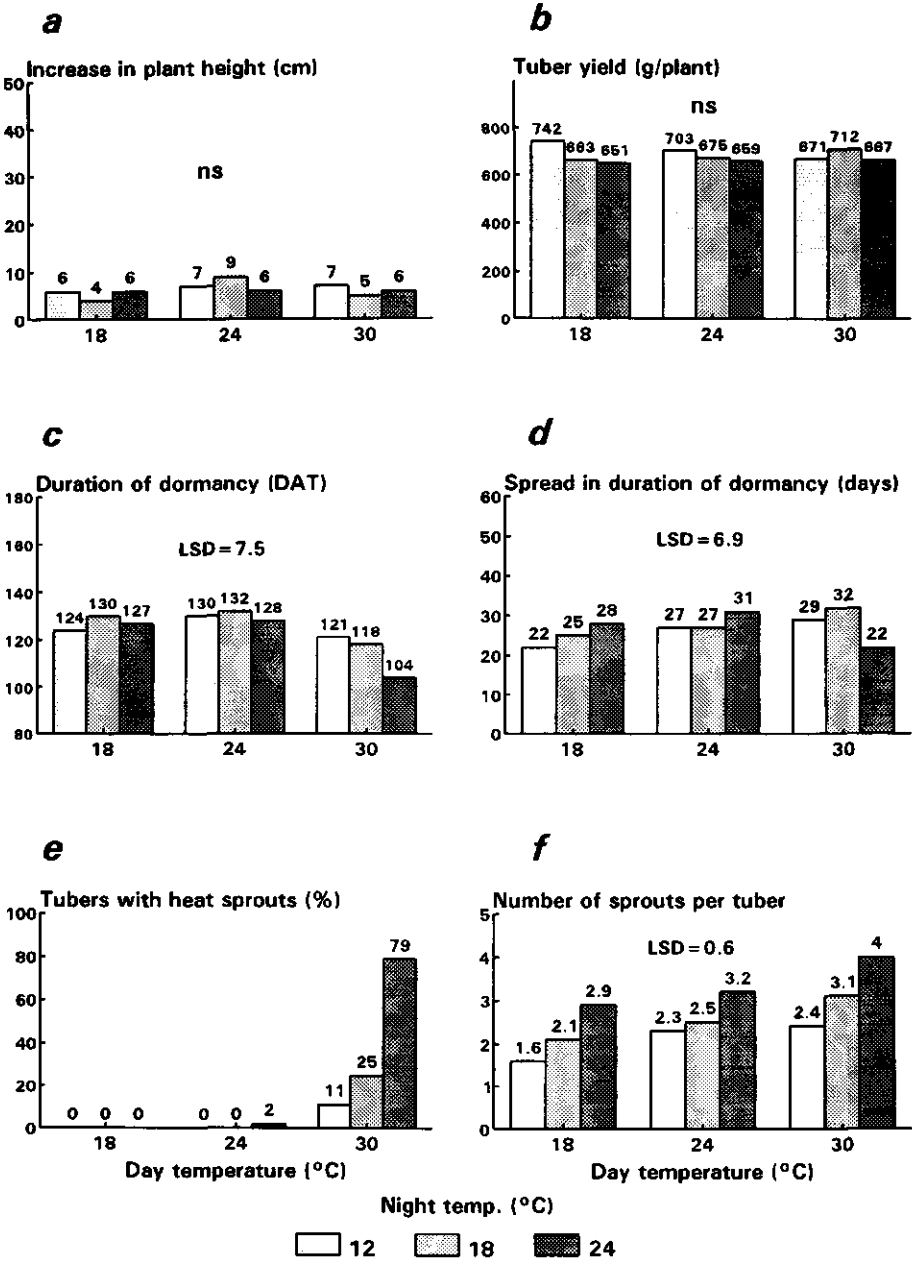 a
Increase in plant height (cm)
50
40
30
20
10
0
ns
6 4 6
7 9 6
7 5 6
18 24 30
b
Tuber yield (g/plant)
800
600
400
200
0
ns
742 663 651
703 675 659
671 712 667
18 24 30
c
Duration of dormancy (DAT)
180
160
140
120
100
80
LSD=7.5
124 130 127
130 132 128
121 118 104
18 24 30
d
Spread in duration of dormancy (days)
60
50
40
30
20
10
0
LSD=6.9
22 25 28
27 27 31
29 32 22
18 24 30
e
Tubers with heat sprouts (%)
100
80
60
40
20
0
0 0 0
0 0 2
11 25 79
18 24 30
Day temperature (°C)
f
Number of sprouts per tuber
5
4
3
2
1
0
LSD=0.6
1.6 2.1 2.9
2.3 2.5 3.2
2.4 3.1 4
18 24 30
Day temperature (°C)
Night temp. (°C)
12 18 24